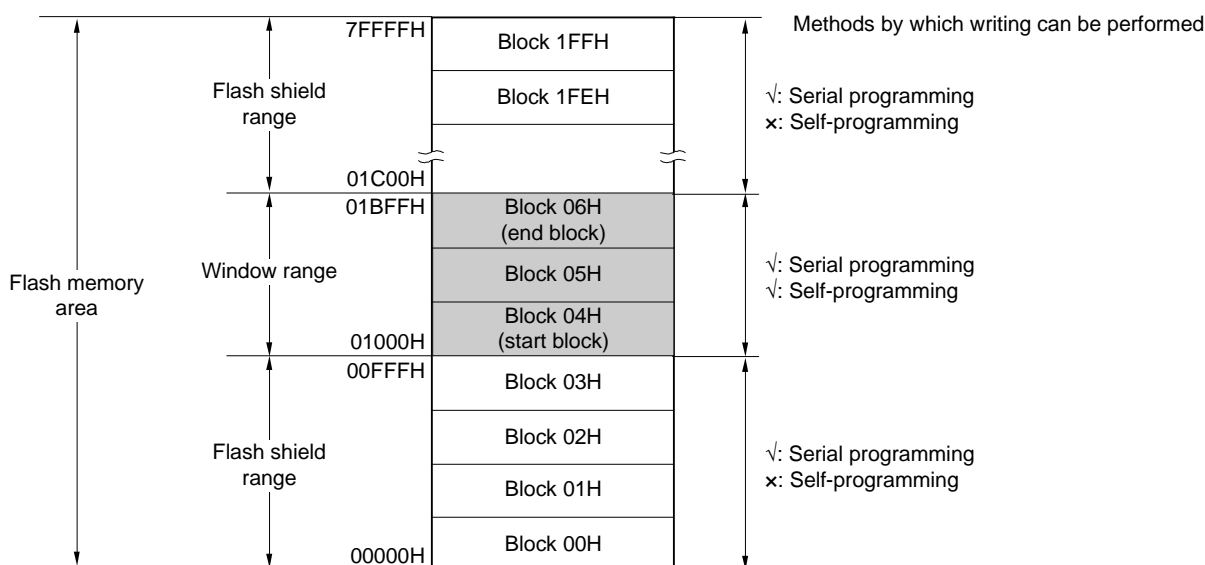 Methods by which writing can be performed
7FFFFH
Block 1FFH
Flash shield
range
Block 1FEH
√: Serial programming
×: Self-programming
01C00H
01BFFH
Block 06H
(end block)
Flash memory
area
Window range
Block 05H
√: Serial programming
√: Self-programming
Block 04H
(start block)
01000H
00FFFH
Block 03H
Flash shield
range
Block 02H
√: Serial programming
×: Self-programming
Block 01H
00000H
Block 00H